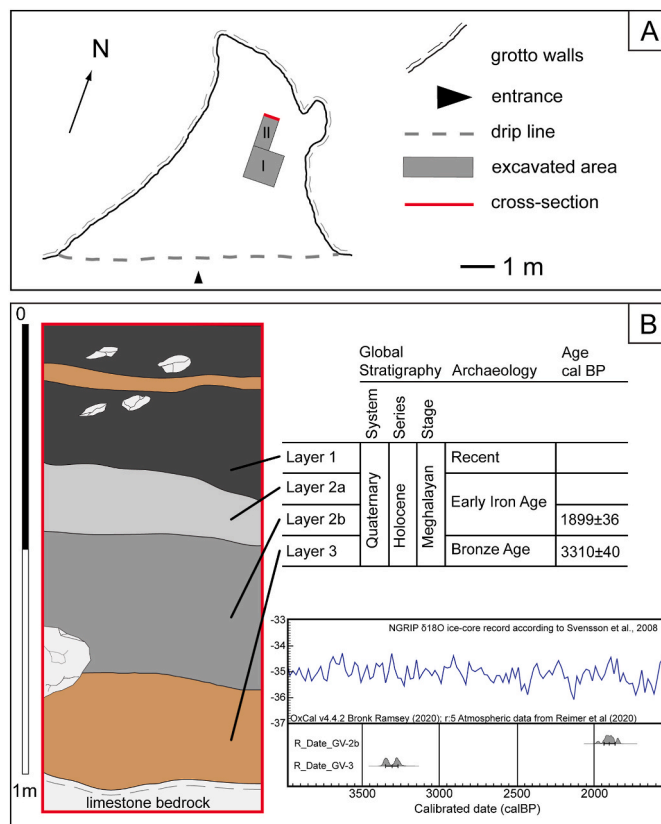 A
N
grotto walls
entrance
drip line
excavated area
cross-section
1 m
II
I
B
0
1m
limestone bedrock
Global
Stratigraphy
Archaeology
Age
cal BP
System
Series
Stage
Layer 1
Recent
Layer 2a
Early Iron Age
Layer 2b
1899±36
Layer 3
Bronze Age
3310±40
Quaternary
Holocene
Meghalayan
-33
NGRIP δ18O ice-core record according to Svensson et al., 2008
-34
-35
-36
-37
OxCal v4.4.2 Bronk Ramsey (2020); r:5 Atmospheric data from Reimer et al (2020)
R_Date_GV-2b
R_Date_GV-3
3500 3000 2500 2000
Calibrated date (calBP)